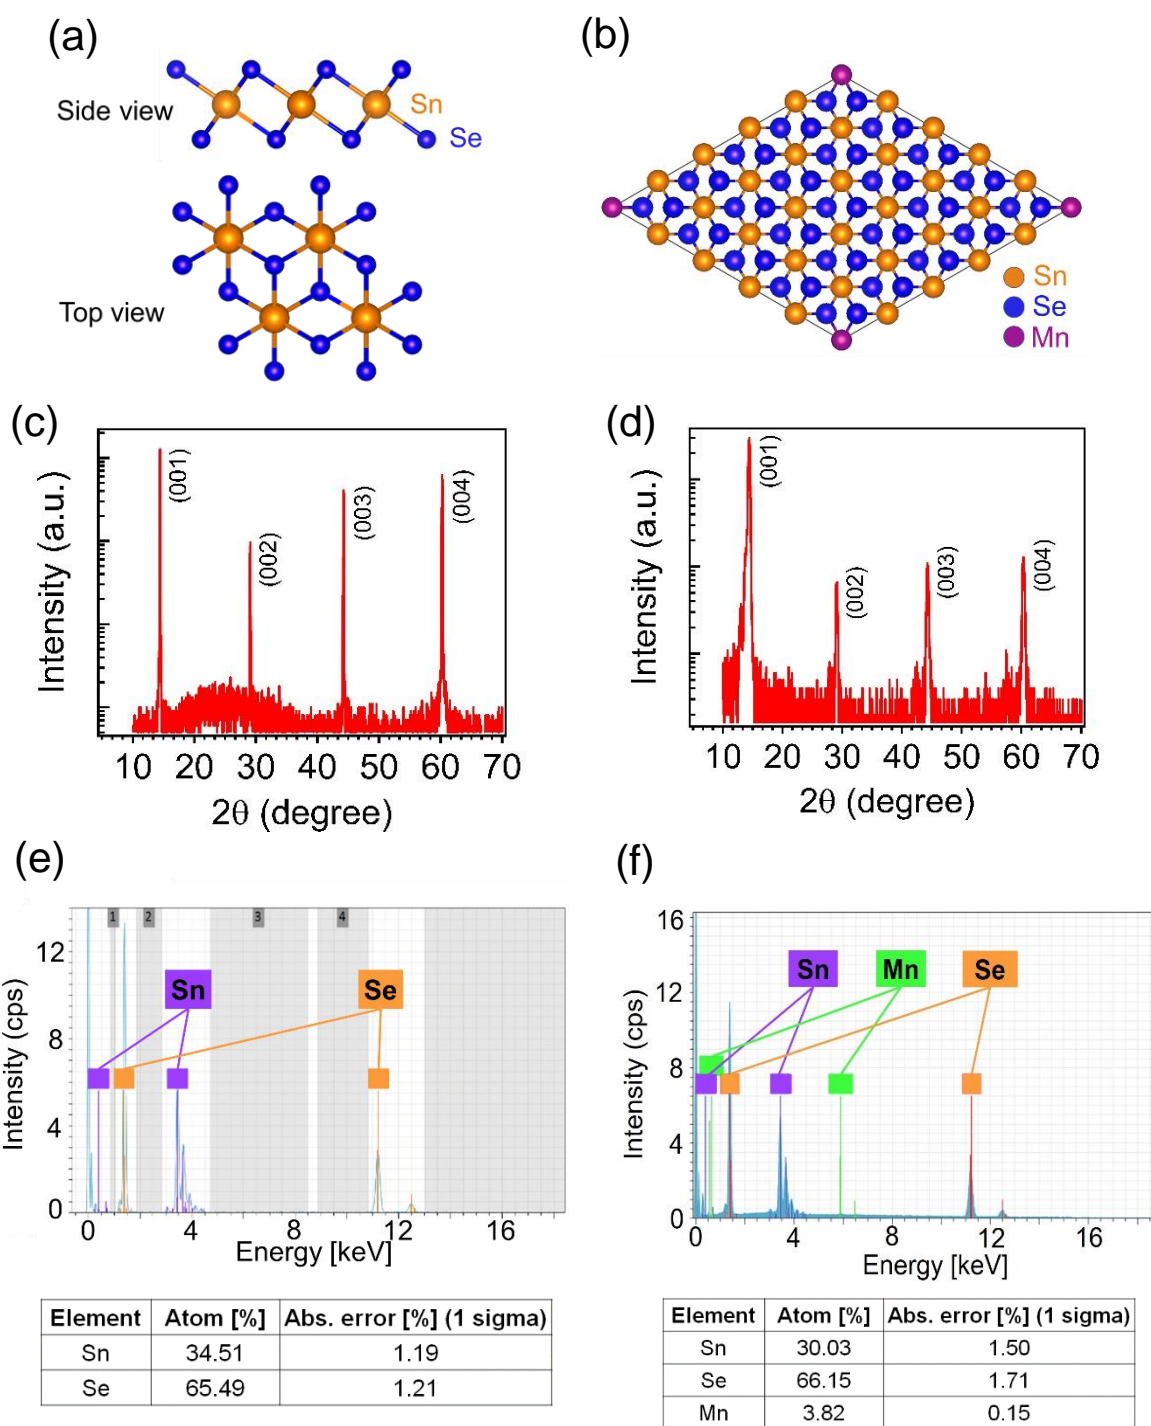 (a)
Side view
Sn
Se
Top view
(b)
Sn
Se
Mn
(c)
Intensity (a.u.)
(001)
(002)
(003)
(004)
10 20 30 40 50 60 70
2θ (degree)
(d)
Intensity (a.u.)
(001)
(002)
(003)
(004)
10 20 30 40 50 60 70
2θ (degree)
(e)
Intensity (cps)
12
8
4
0
1 2 3 4
Sn Se
0 4 8 12 16
Energy [keV]
Element Atom [%] Abs. error [%] (1 sigma)
Sn 34.51 1.19
Se 65.49 1.21
(f)
Intensity (cps)
16
12
8
4
0
Sn Mn Se
0 4 8 12 16
Energy [keV]
Element Atom [%] Abs. error [%] (1 sigma)
Sn 30.03 1.50
Se 66.15 1.71
Mn 3.82 0.15